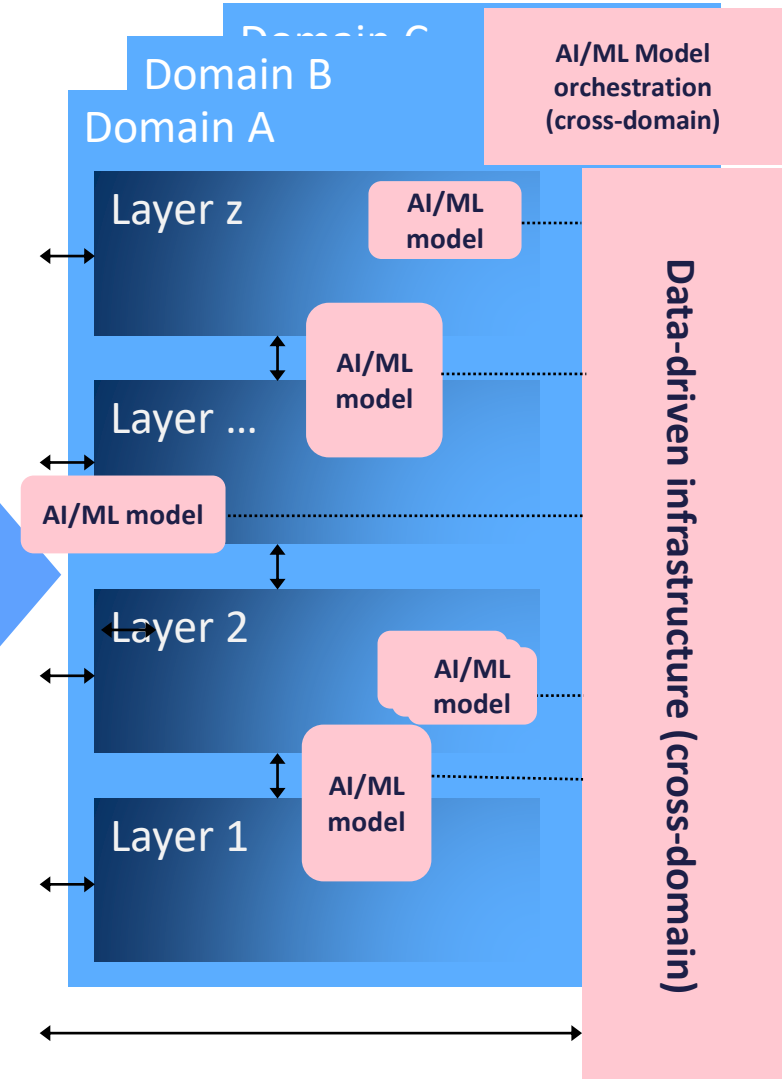 Domain C
Domain B
Domain A
AI/ML Model
orchestration
(cross-domain)
Layer z
AI/ML
model
AI/ML
model
Layer ...
AI/ML model
Layer 2
AI/ML
model
AI/ML
model
Layer 1
Data-driven infrastructure (cross-domain)